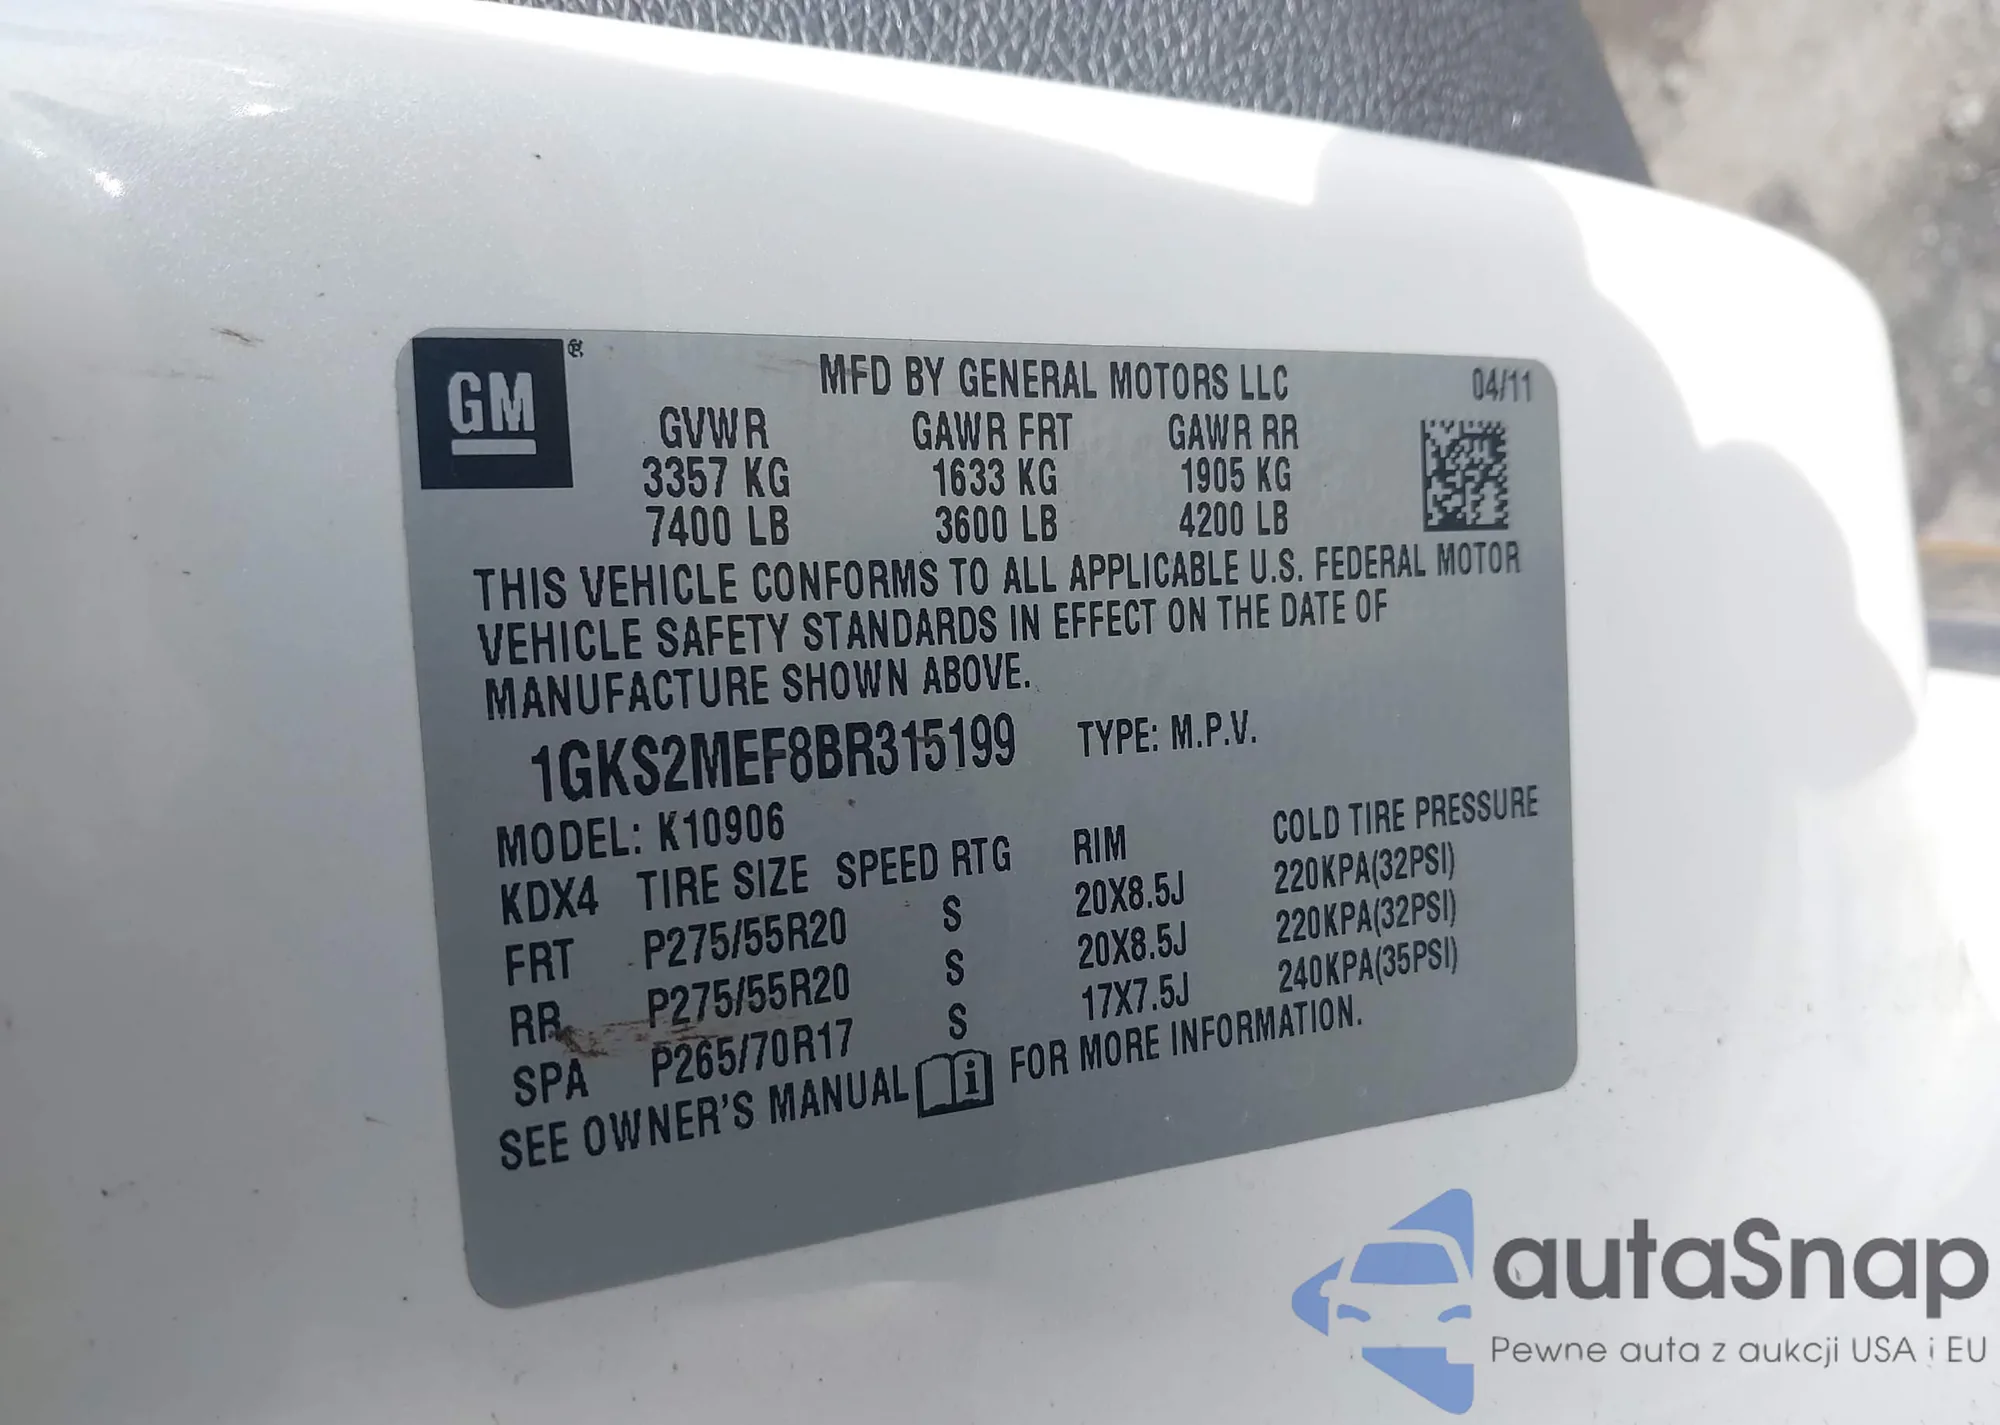 GM®
MFD BY GENERAL MOTORS LLC 04/11
GVWR GAWR FRT GAWR RR
3357 KG 1633 KG 1905 KG
7400 LB 3600 LB 4200 LB
THIS VEHICLE CONFORMS TO ALL APPLICABLE U.S. FEDERAL MOTOR
VEHICLE SAFETY STANDARDS IN EFFECT ON THE DATE OF
MANUFACTURE SHOWN ABOVE.
1GKS2MEF8BR315199 TYPE: M.P.V.
MODEL: K10906
KDX4 TIRE SIZE SPEED RTG RIM COLD TIRE PRESSURE
FRT P275/55R20 S 20X8.5J 220KPA(32PSI)
RR P275/55R20 S 20X8.5J 220KPA(32PSI)
SPA P265/70R17 S 17X7.5J 240KPA(35PSI)
SEE OWNER'S MANUAL i FOR MORE INFORMATION.
autaSnap
Pewne auta z aukcji USA i EU